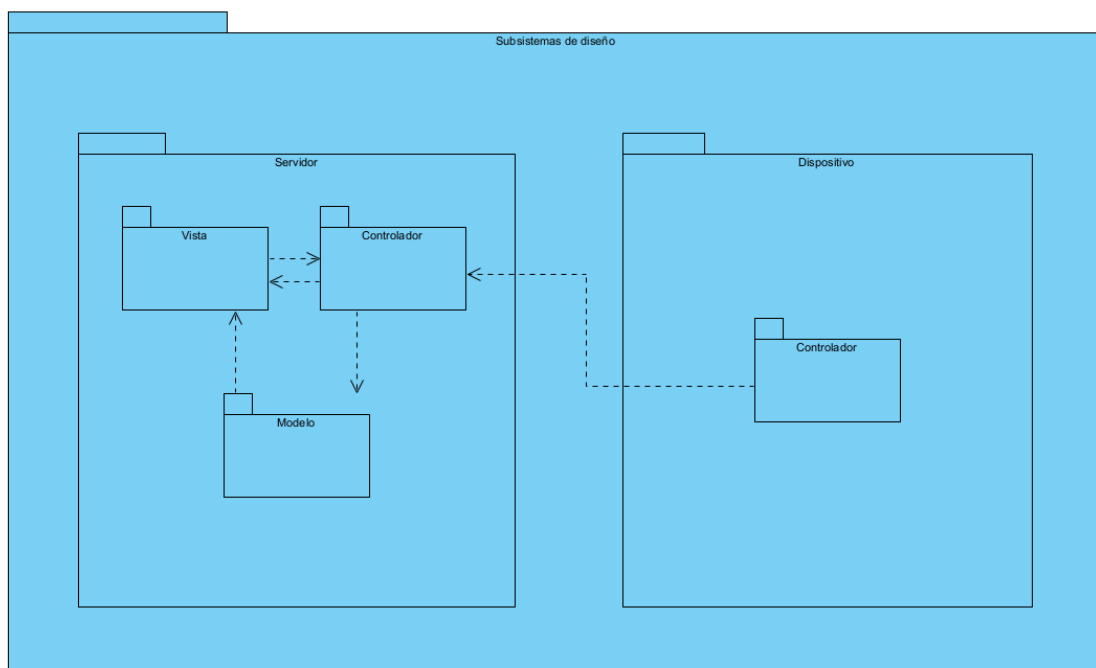 Subsistemas de diseño
Servidor
Dispositivo
Vista
Controlador
Controlador
Modelo